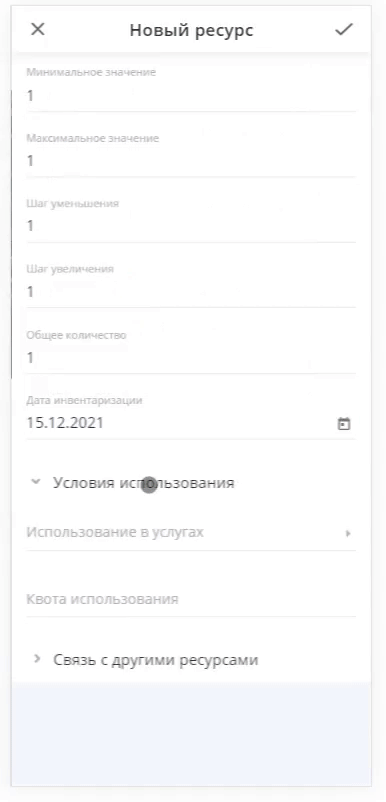 Новый ресурс
Минимальное значение
1
Максимальное значение
1
Шаг уменьшения
1
Шаг увеличения
1
Общее количество
1
Дата инвентаризации
15.12.2021
Условия использования
Использование в услугах
Квота использования
Связь с другими ресурсами